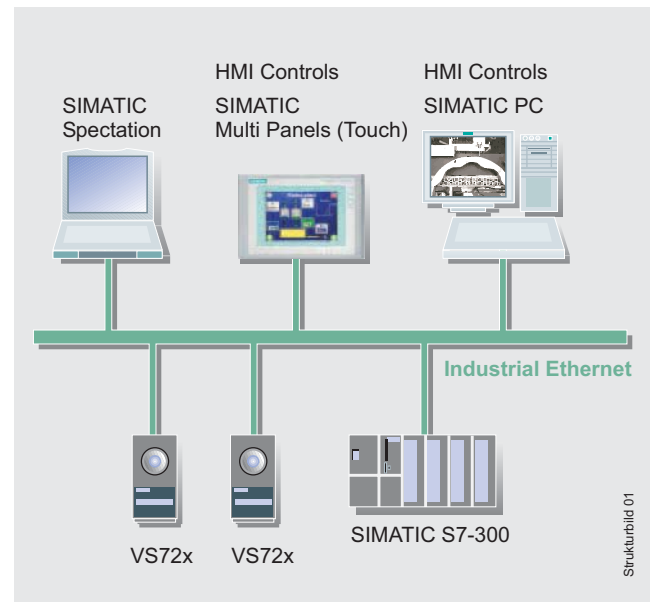 HMI Controls
HMI Controls
SIMATIC
Spectation
SIMATIC
Multi Panels (Touch)
SIMATIC PC
Industrial Ethernet
VS72x
VS72x
SIMATIC S7-300
Strukturbild 01